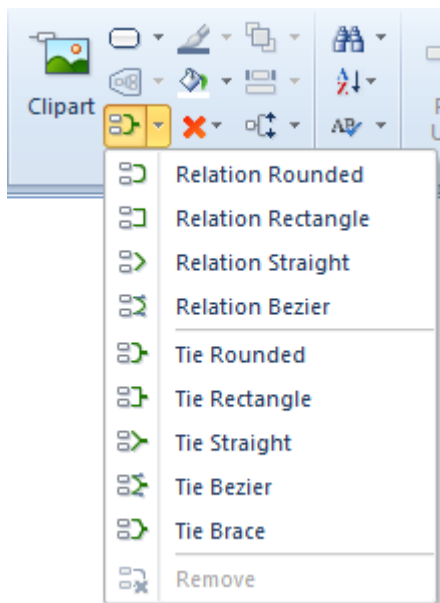 Clipart
A
Z
AB
Relation Rounded
Relation Rectangle
Relation Straight
Relation Bezier
Tie Rounded
Tie Rectangle
Tie Straight
Tie Bezier
Tie Brace
Remove